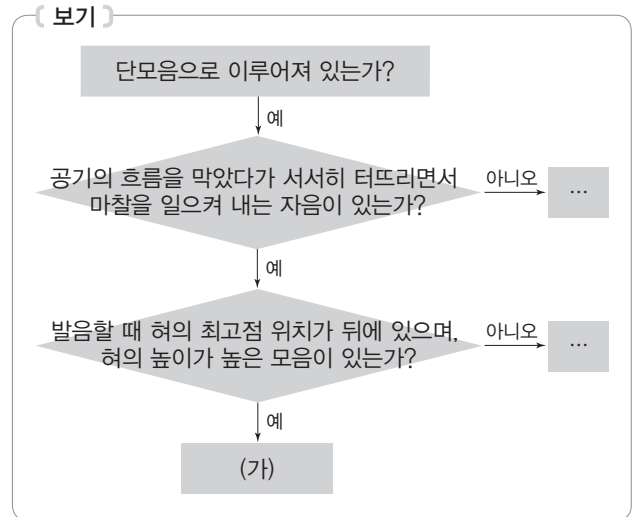 보기
단모음으로 이루어져 있는가?
예
공기의 흐름을 막았다가 서서히 터뜨리면서
마찰을 일으켜 내는 자음이 있는가?
아니오
…
예
발음할 때 혀의 최고점 위치가 뒤에 있으며,
혀의 높이가 높은 모음이 있는가?
아니오
…
예
(가)